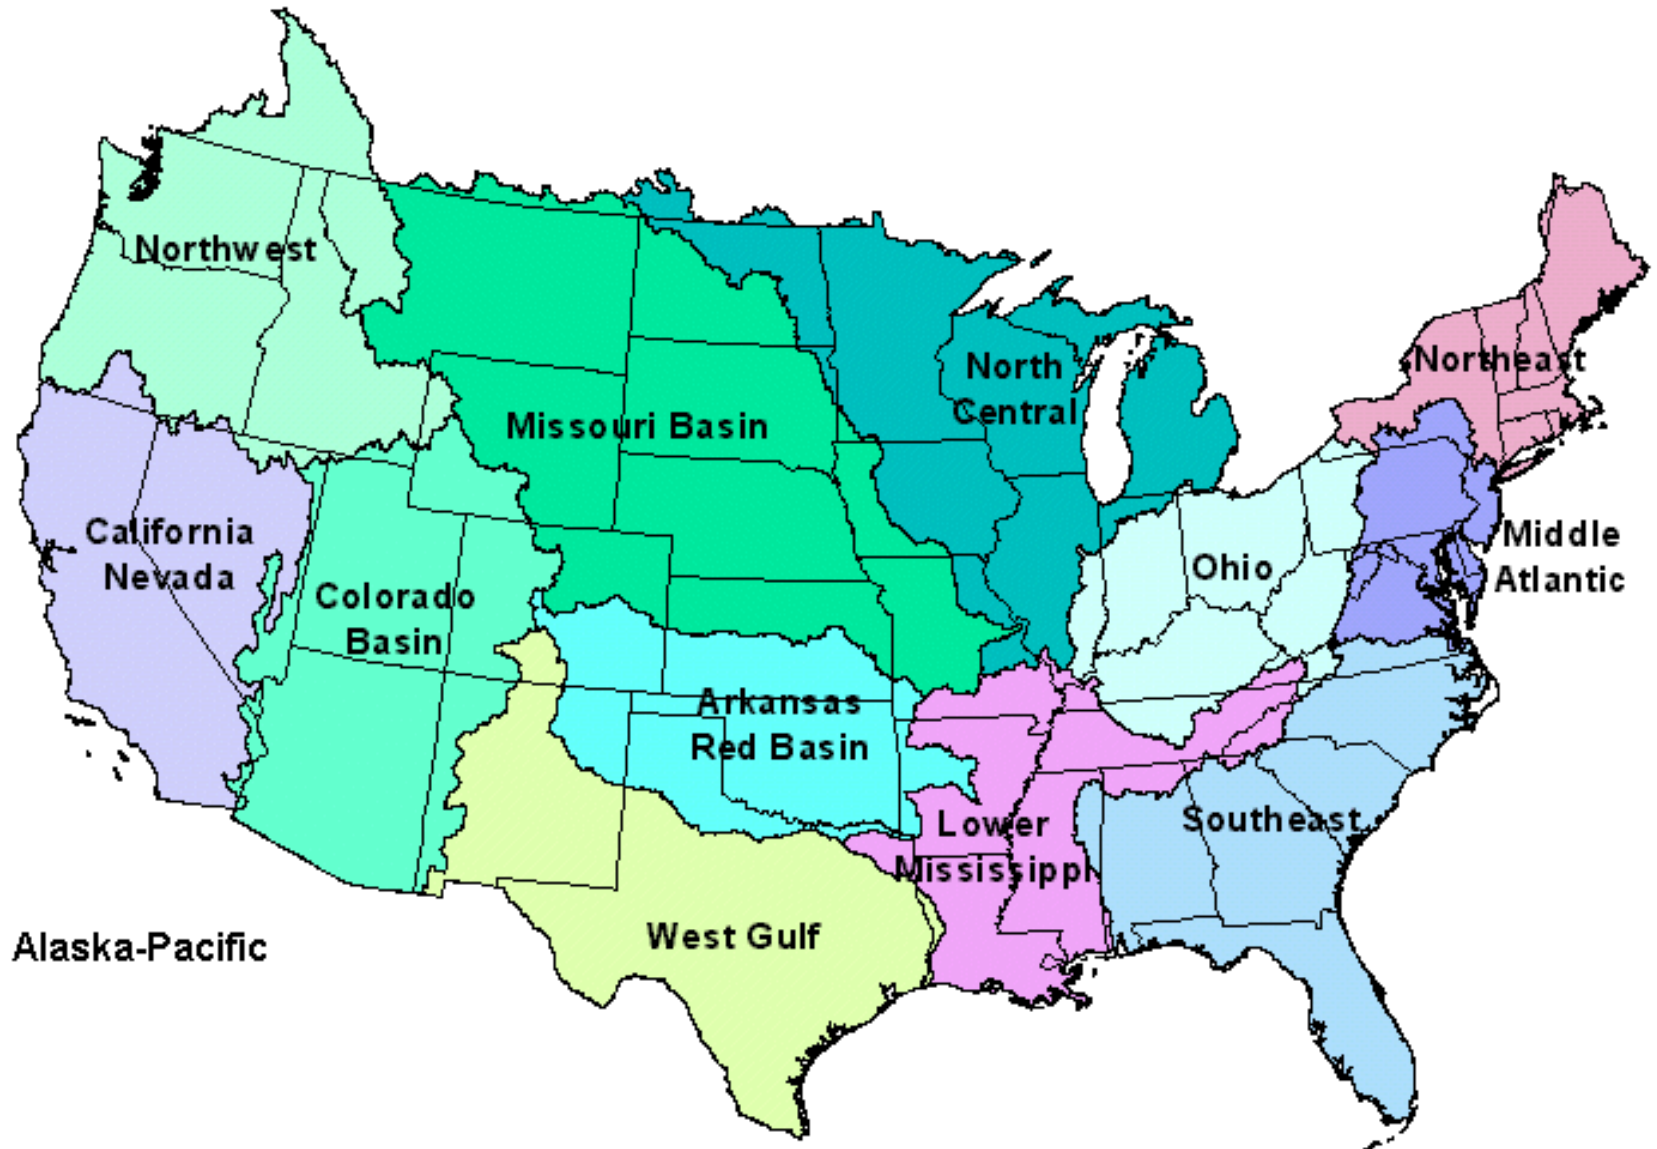 Northwest
Missouri Basin
North
Central
Northeast
California
Nevada
Colorado
Basin
Ohio
Middle
Atlantic
Arkansas
Red Basin
Lower
Mississippi
Southeast
West Gulf
Alaska-Pacific